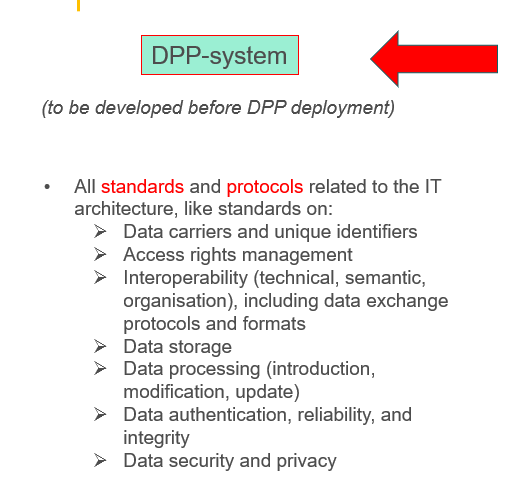 DPP-system
(to be developed before DPP deployment)
• All standards and protocols related to the IT
architecture, like standards on:
➢ Data carriers and unique identifiers
➢ Access rights management
➢ Interoperability (technical, semantic,
organisation), including data exchange
protocols and formats
➢ Data storage
➢ Data processing (introduction,
modification, update)
➢ Data authentication, reliability, and
integrity
➢ Data security and privacy